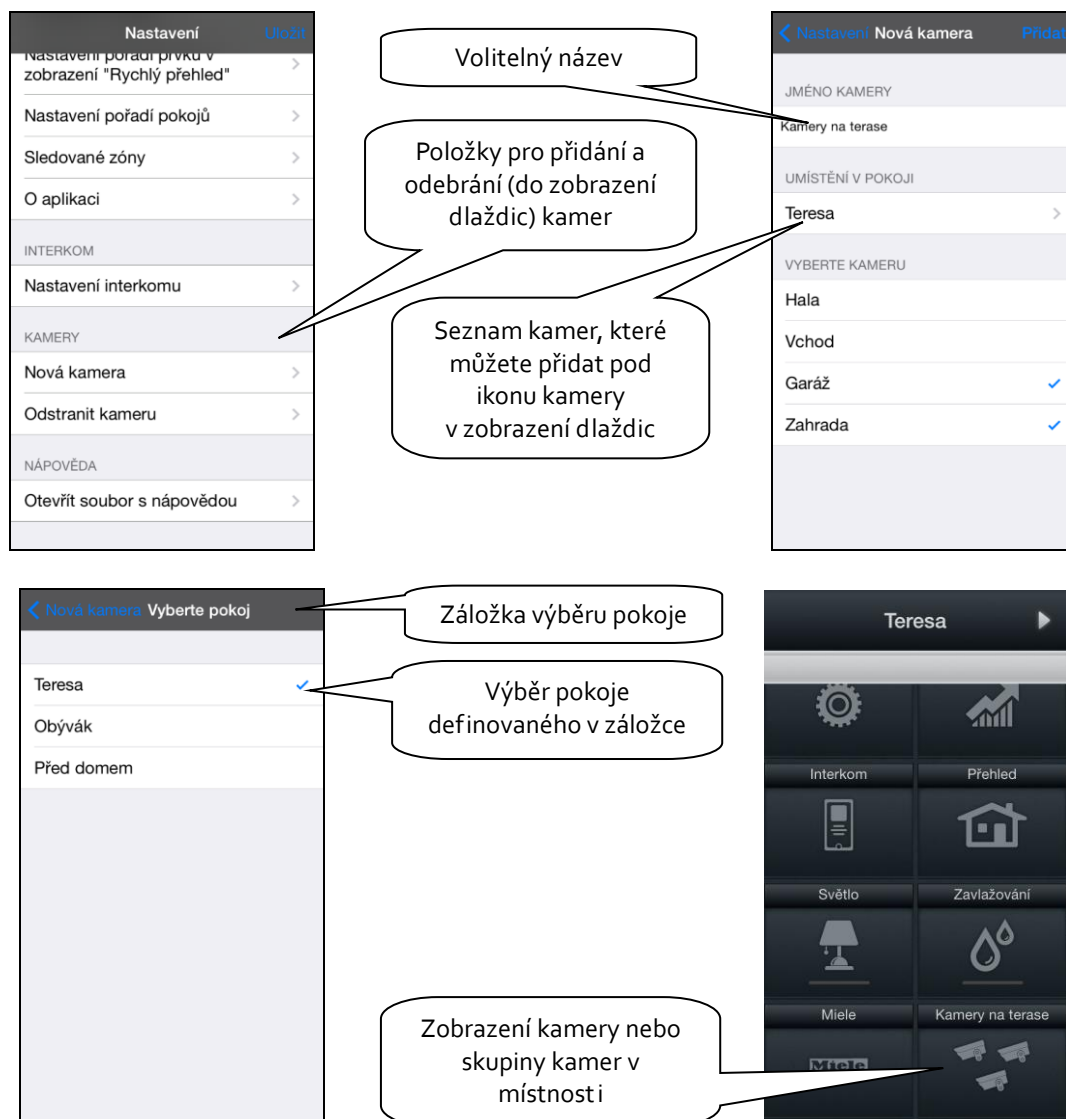 Nastavení
Uložit
Nastavení pořadí prvků v
zobrazení "Rychlý přehled"
Nastavení pořadí pokojů
Sledované zóny
O aplikaci
INTERKOM
Nastavení interkomu
KAMERY
Nová kamera
Odstranit kameru
NÁPOVĚDA
Otevřít soubor s nápovědou
Volitelný název
Položky pro přidání a
odebrání (do zobrazení
dlaždic) kamer
Seznam kamer, které
můžete přidat pod
ikonu kamery
v zobrazení dlaždic
Nastavení Nová kamera Přidat
JMÉNO KAMERY
Kamery na terase
UMÍSTĚNÍ V POKOJI
Teresa
VYBERTE KAMERU
Hala
Vchod
Garáž
Zahrada
Nová kamera Vyberte pokoj
Teresa
Obývák
Před domem
Záložka výběru pokoje
Výběr pokoje
definovaného v záložce
Zobrazení kamery nebo
skupiny kamer v
místnosti
Teresa
Interkom Přehled
Světlo Zavlažování
Miele Kamery na terase
Miele